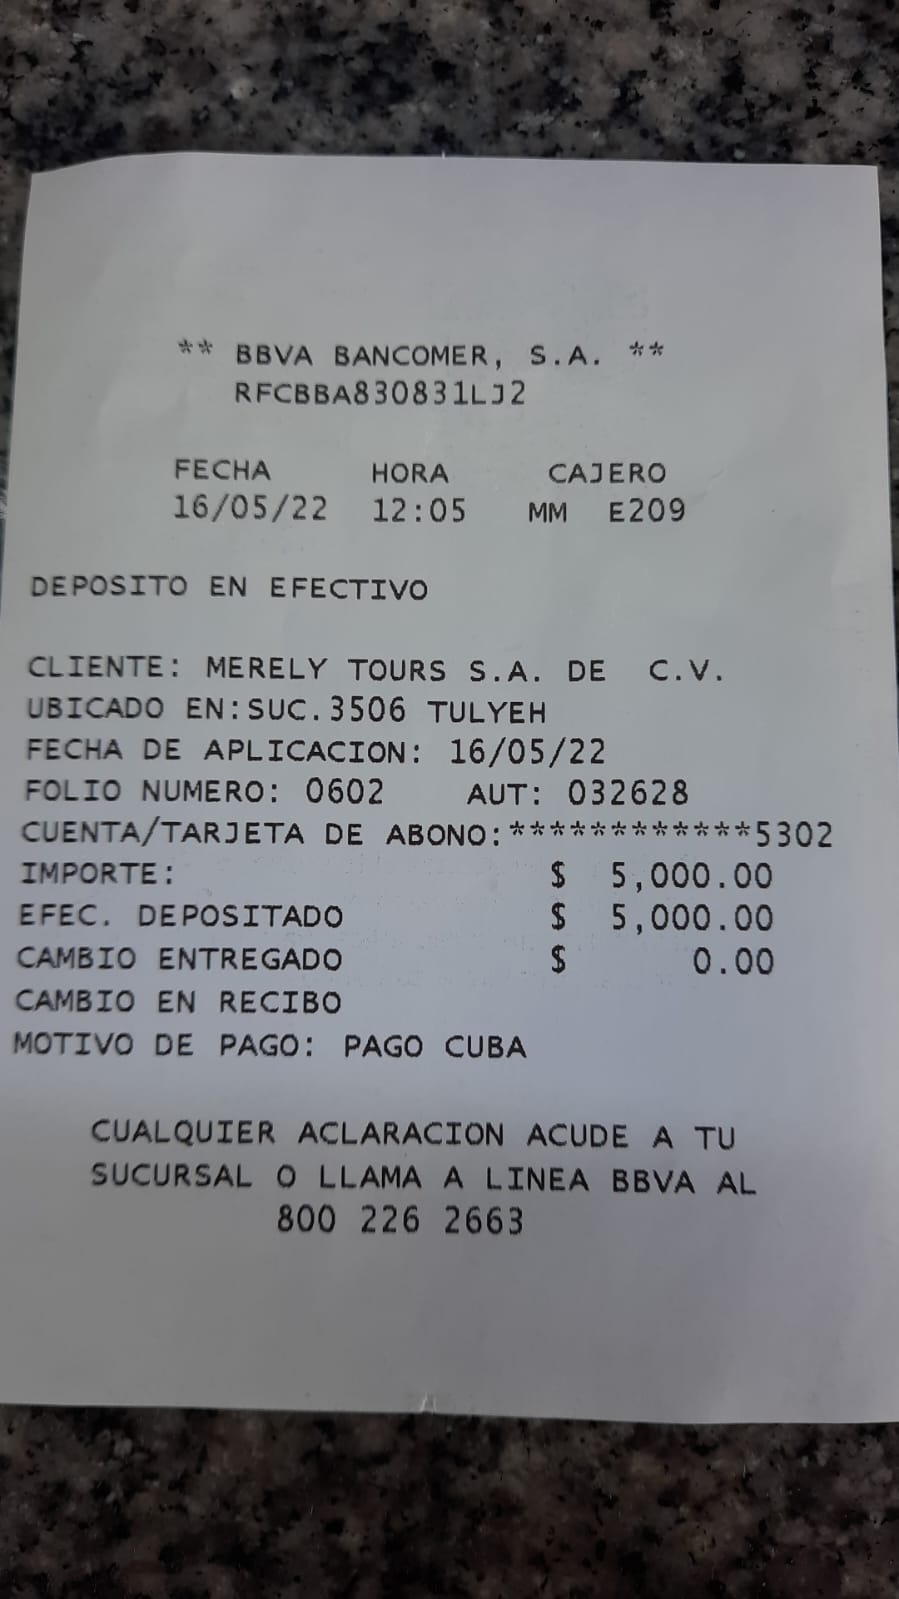 ** BBVA BANCOMER, S.A. **
RFCBBA830831LJ2
FECHA HORA CAJERO
16/05/22 12:05 MM E209
DEPOSITO EN EFECTIVO
CLIENTE: MERELY TOURS S.A. DE C.V.
UBICADO EN:SUC.3506 TULYEH
FECHA DE APLICACION: 16/05/22
FOLIO NUMERO: 0602 AUT: 032628
CUENTA/TARJETA DE ABONO:************5302
IMPORTE: $ 5,000.00
EFEC. DEPOSITADO $ 5,000.00
CAMBIO ENTREGADO $ 0.00
CAMBIO EN RECIBO
MOTIVO DE PAGO: PAGO CUBA
CUALQUIER ACLARACION ACUDE A TU
SUCURSAL O LLAMA A LINEA BBVA AL
800 226 2663